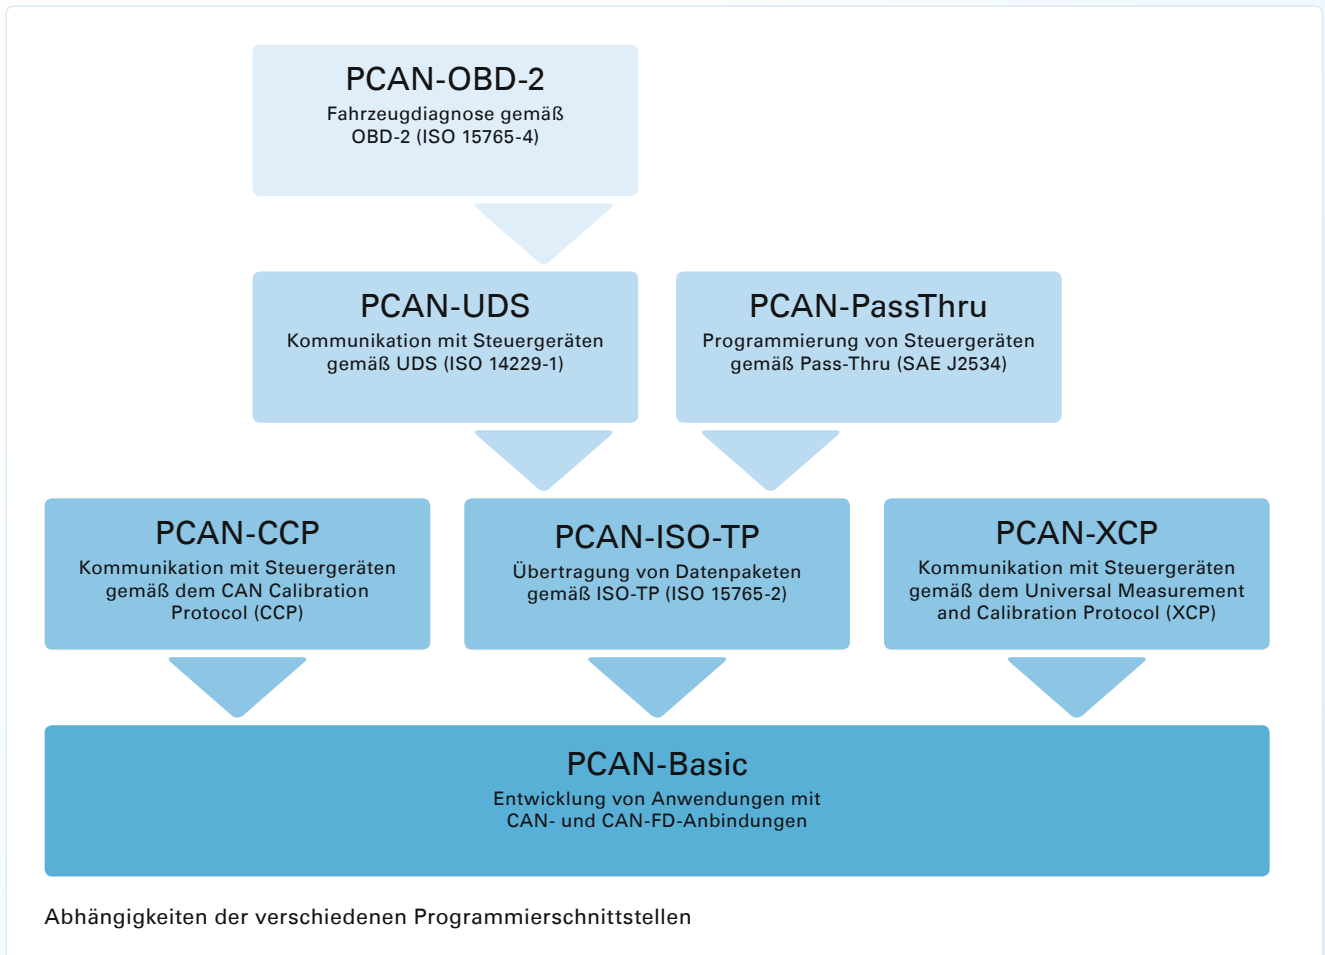 PCAN-OBD-2
Fahrzeugdiagnose gemäß
OBD-2 (ISO 15765-4)
PCAN-UDS
Kommunikation mit Steuergeräten
gemäß UDS (ISO 14229-1)
PCAN-PassThru
Programmierung von Steuergeräten
gemäß Pass-Thru (SAE J2534)
PCAN-CCP
Kommunikation mit Steuergeräten
gemäß dem CAN Calibration
Protocol (CCP)
PCAN-ISO-TP
Übertragung von Datenpaketen
gemäß ISO-TP (ISO 15765-2)
PCAN-XCP
Kommunikation mit Steuergeräten
gemäß dem Universal Measurement
and Calibration Protocol (XCP)
PCAN-Basic
Entwicklung von Anwendungen mit
CAN- und CAN-FD-Anbindungen
Abhängigkeiten der verschiedenen Programmierschnittstellen